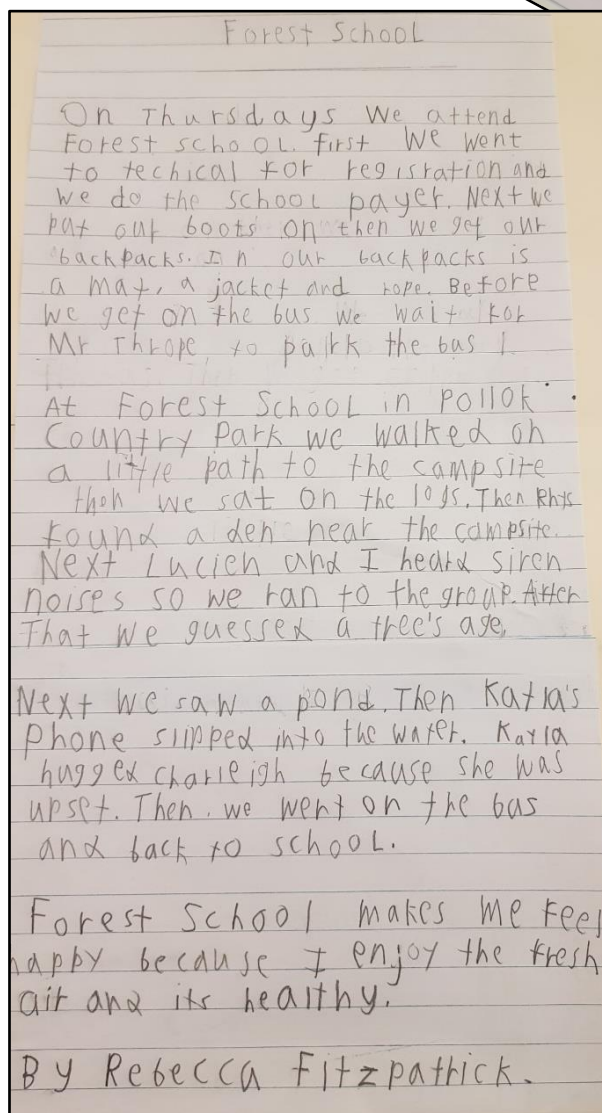 Forest School
On Thursdays we attend
Forest school. first we went
to techical for regisration and
we do the school payer. Next we
put our boots on then we get our
backpacks. In our backpacks is
a mat, a jacket and rope. Before
we get on the bus we wait for
Mr Thrope, to pairk the bus!
At Forest School in Pollok
Country Park we walked on
a little path to the campsite
then we sat on the logs. Then Rhys
found a den near the campsite.
Next Lucien and I heard siren
noises so we ran to the group. After
That we guessed a tree's age.
Next we saw a pond. Then Katla's
Phone slipped into the water. Kayla
hugged charleigh because she was
upset. Then. we went on the bus
and back to school.
Forest School makes me feel
happy because I enjoy the fresh
air and its healthy.
By Rebecca Fitzpatrick.